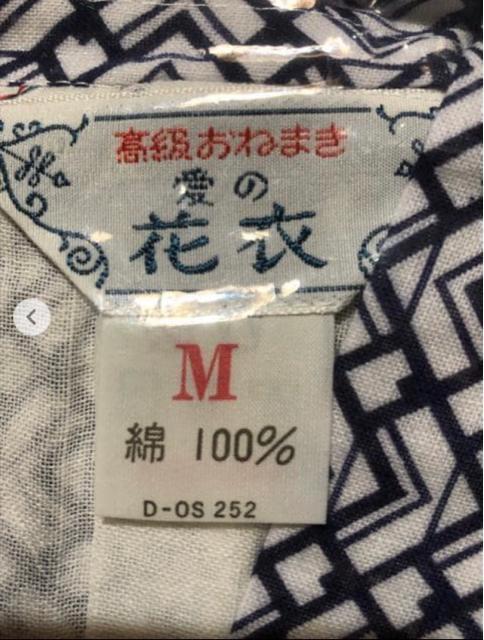 高級おねまき
愛の
花衣
M
綿 100%
D-OS 252